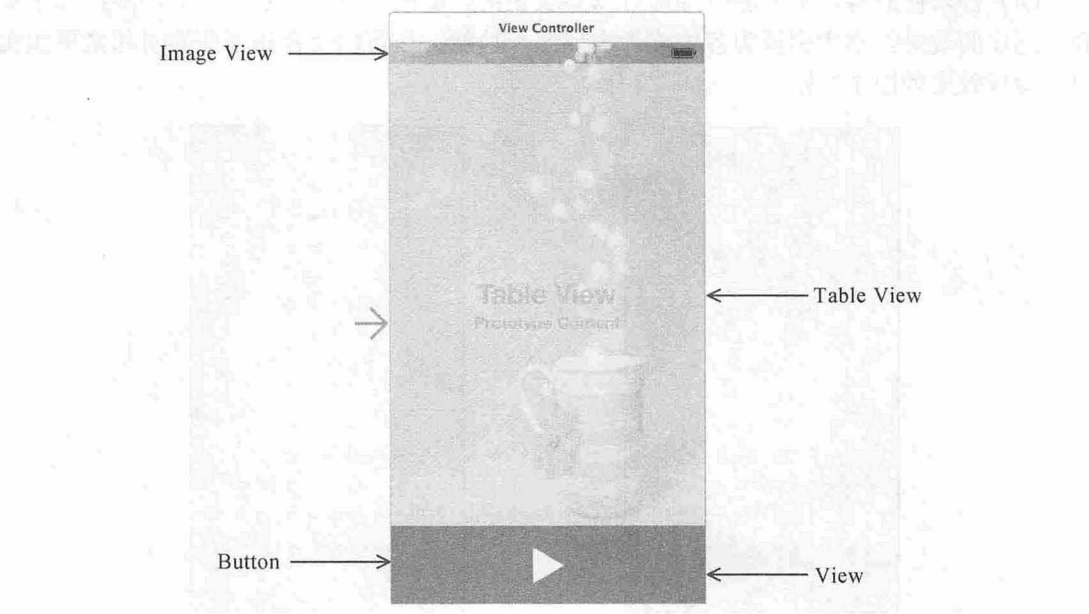 View Controller
Image View
Table View
Prototype Content
Table View
Button
View